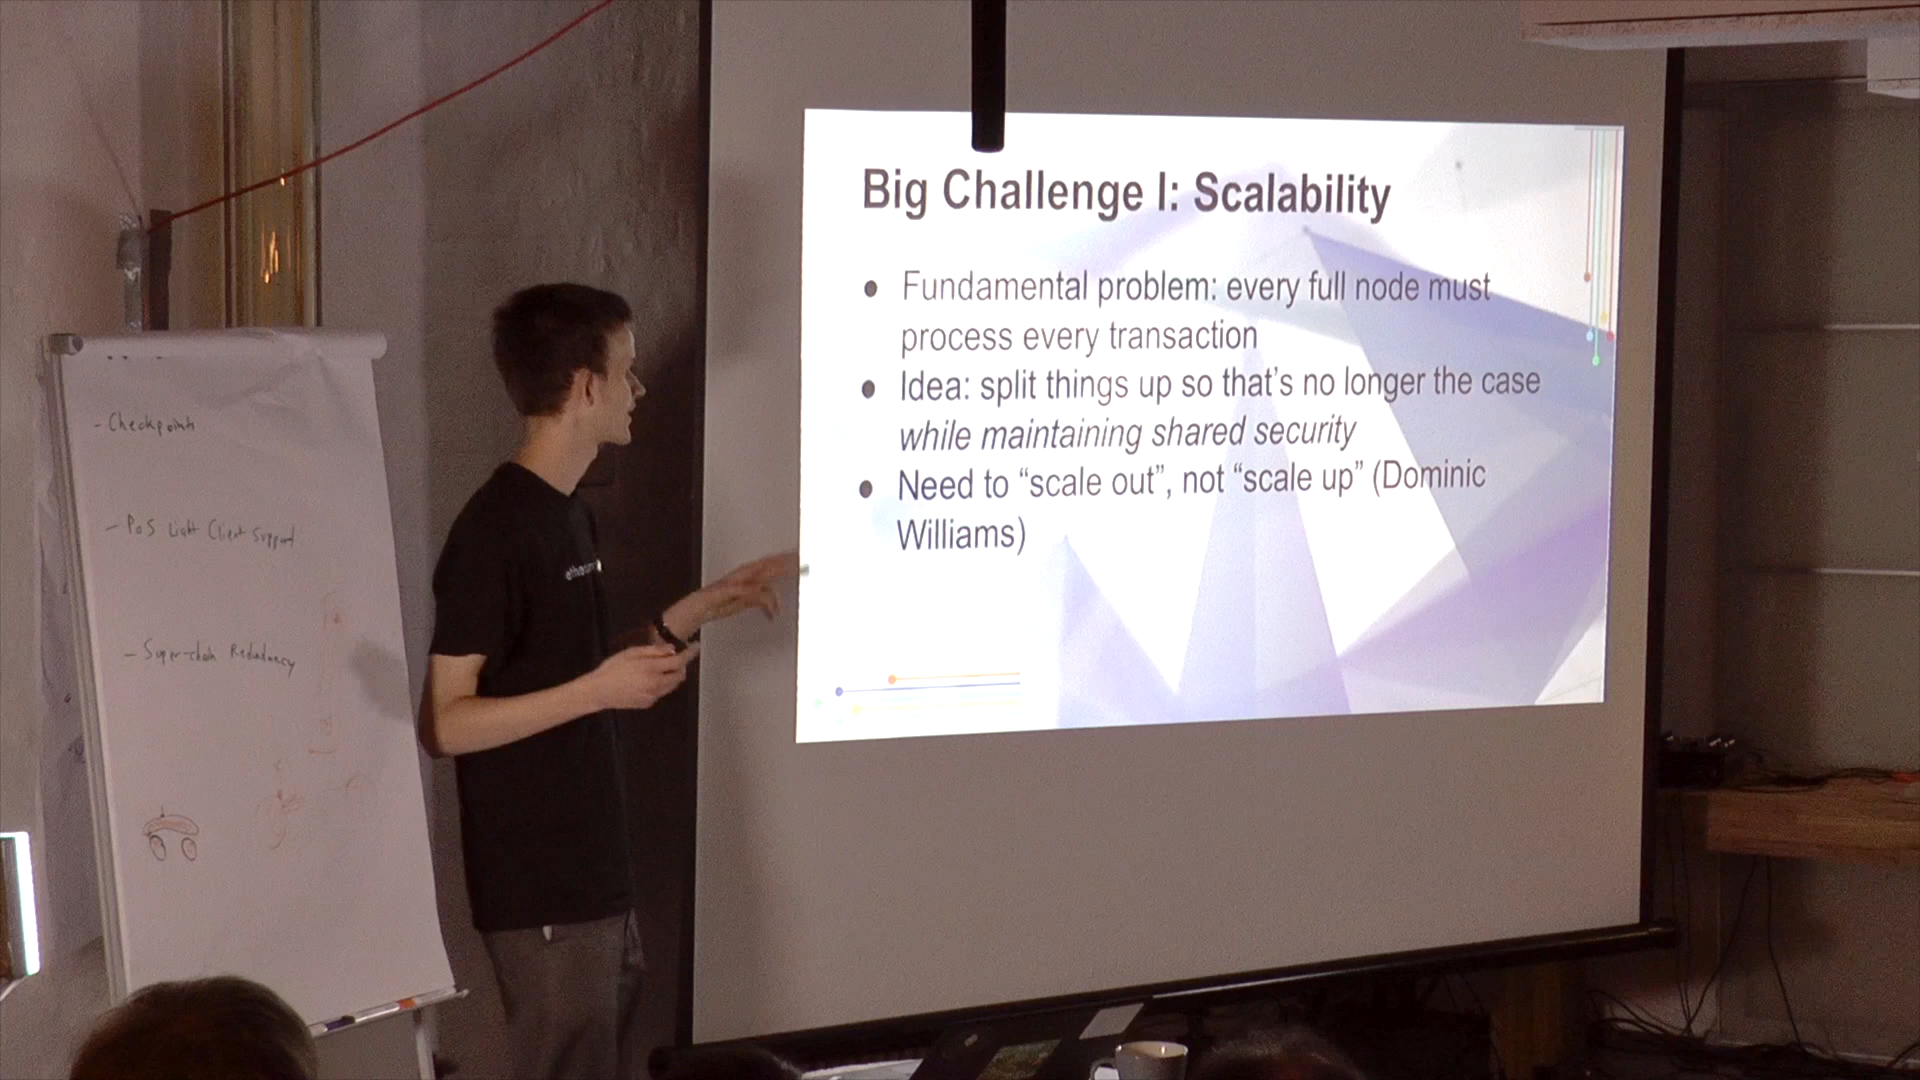 Big Challenge I: Scalability
● Fundamental problem: every full node must
process every transaction
● Idea: split things up so that's no longer the case
while maintaining shared security
● Need to “scale out”, not “scale up” (Dominic
Williams)
- Checkpoints
- PoS Light Client Support
- Super-chain Redundancy
ethereum